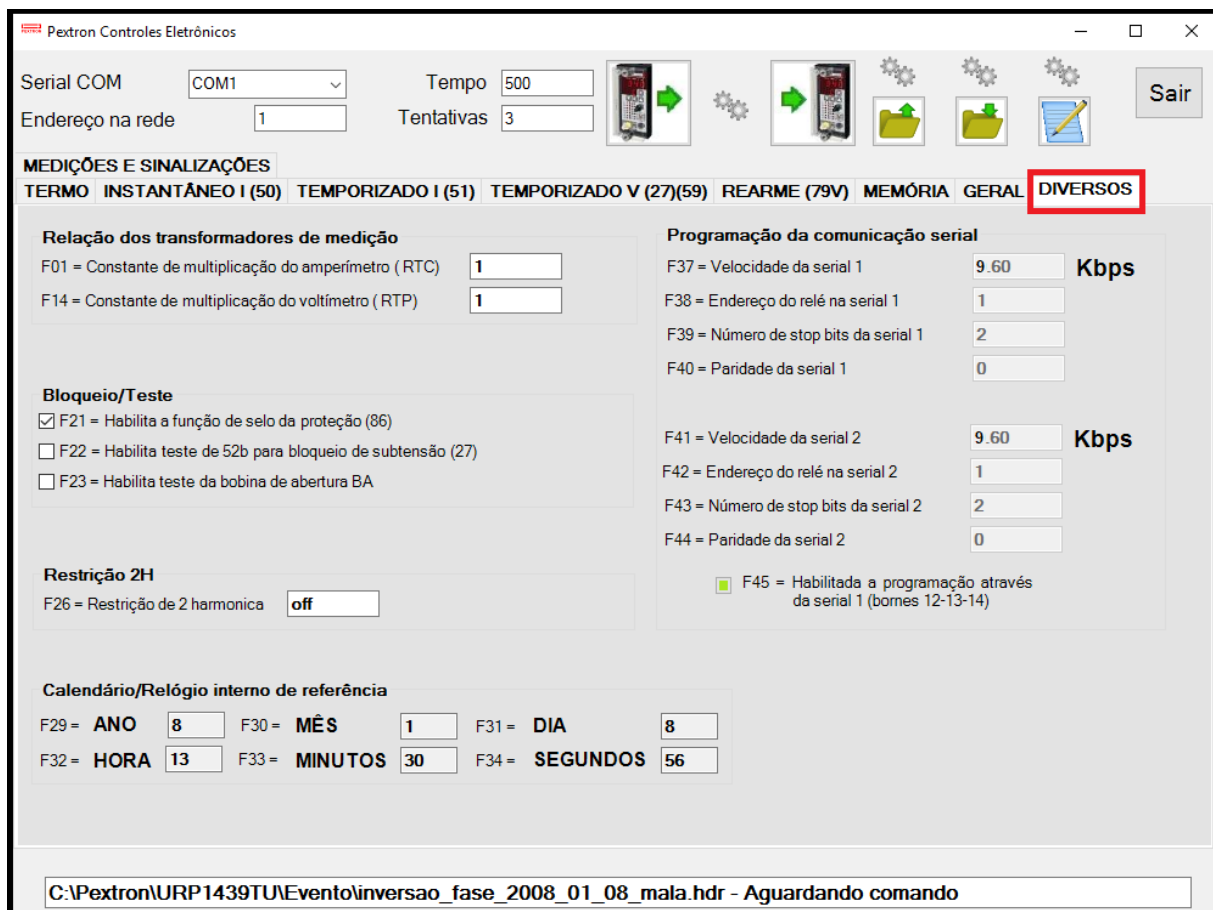 Pextron Controles Eletrônicos
Serial COM COM1 Tempo 500 Sair
Endereço na rede 1 Tentativas 3
MEDIÇÕES E SINALIZAÇÕES
TERMO INSTANTÂNEO I (50) TEMPORIZADO I (51) TEMPORIZADO V (27)(59) REARME (79V) MEMÓRIA GERAL DIVERSOS
Relação dos transformadores de medição
F01 = Constante de multiplicação do amperímetro ( RTC) 1
F14 = Constante de multiplicação do voltímetro ( RTP) 1
Bloqueio/Teste
F21 = Habilita a função de selo da proteção (86)
F22 = Habilita teste de 52b para bloqueio de subtensão (27)
F23 = Habilita teste da bobina de abertura BA
Restrição 2H
F26 = Restrição de 2 harmonica off
Programação da comunicação serial
F37 = Velocidade da serial 1 9.60 Kbps
F38 = Endereço do relé na serial 1 1
F39 = Número de stop bits da serial 1 2
F40 = Paridade da serial 1 0
F41 = Velocidade da serial 2 9.60 Kbps
F42 = Endereço do relé na serial 2 1
F43 = Número de stop bits da serial 2 2
F44 = Paridade da serial 2 0
F45 = Habilitada a programação através
da serial 1 (bornes 12-13-14)
Calendário/Relógio interno de referência
F29 = ANO 8 F30 = MÊS 1 F31 = DIA 8
F32 = HORA 13 F33 = MINUTOS 30 F34 = SEGUNDOS 56
C:\Pextron\URP1439TU\Evento\inversao_fase_2008_01_08_mala.hdr - Aguardando comando